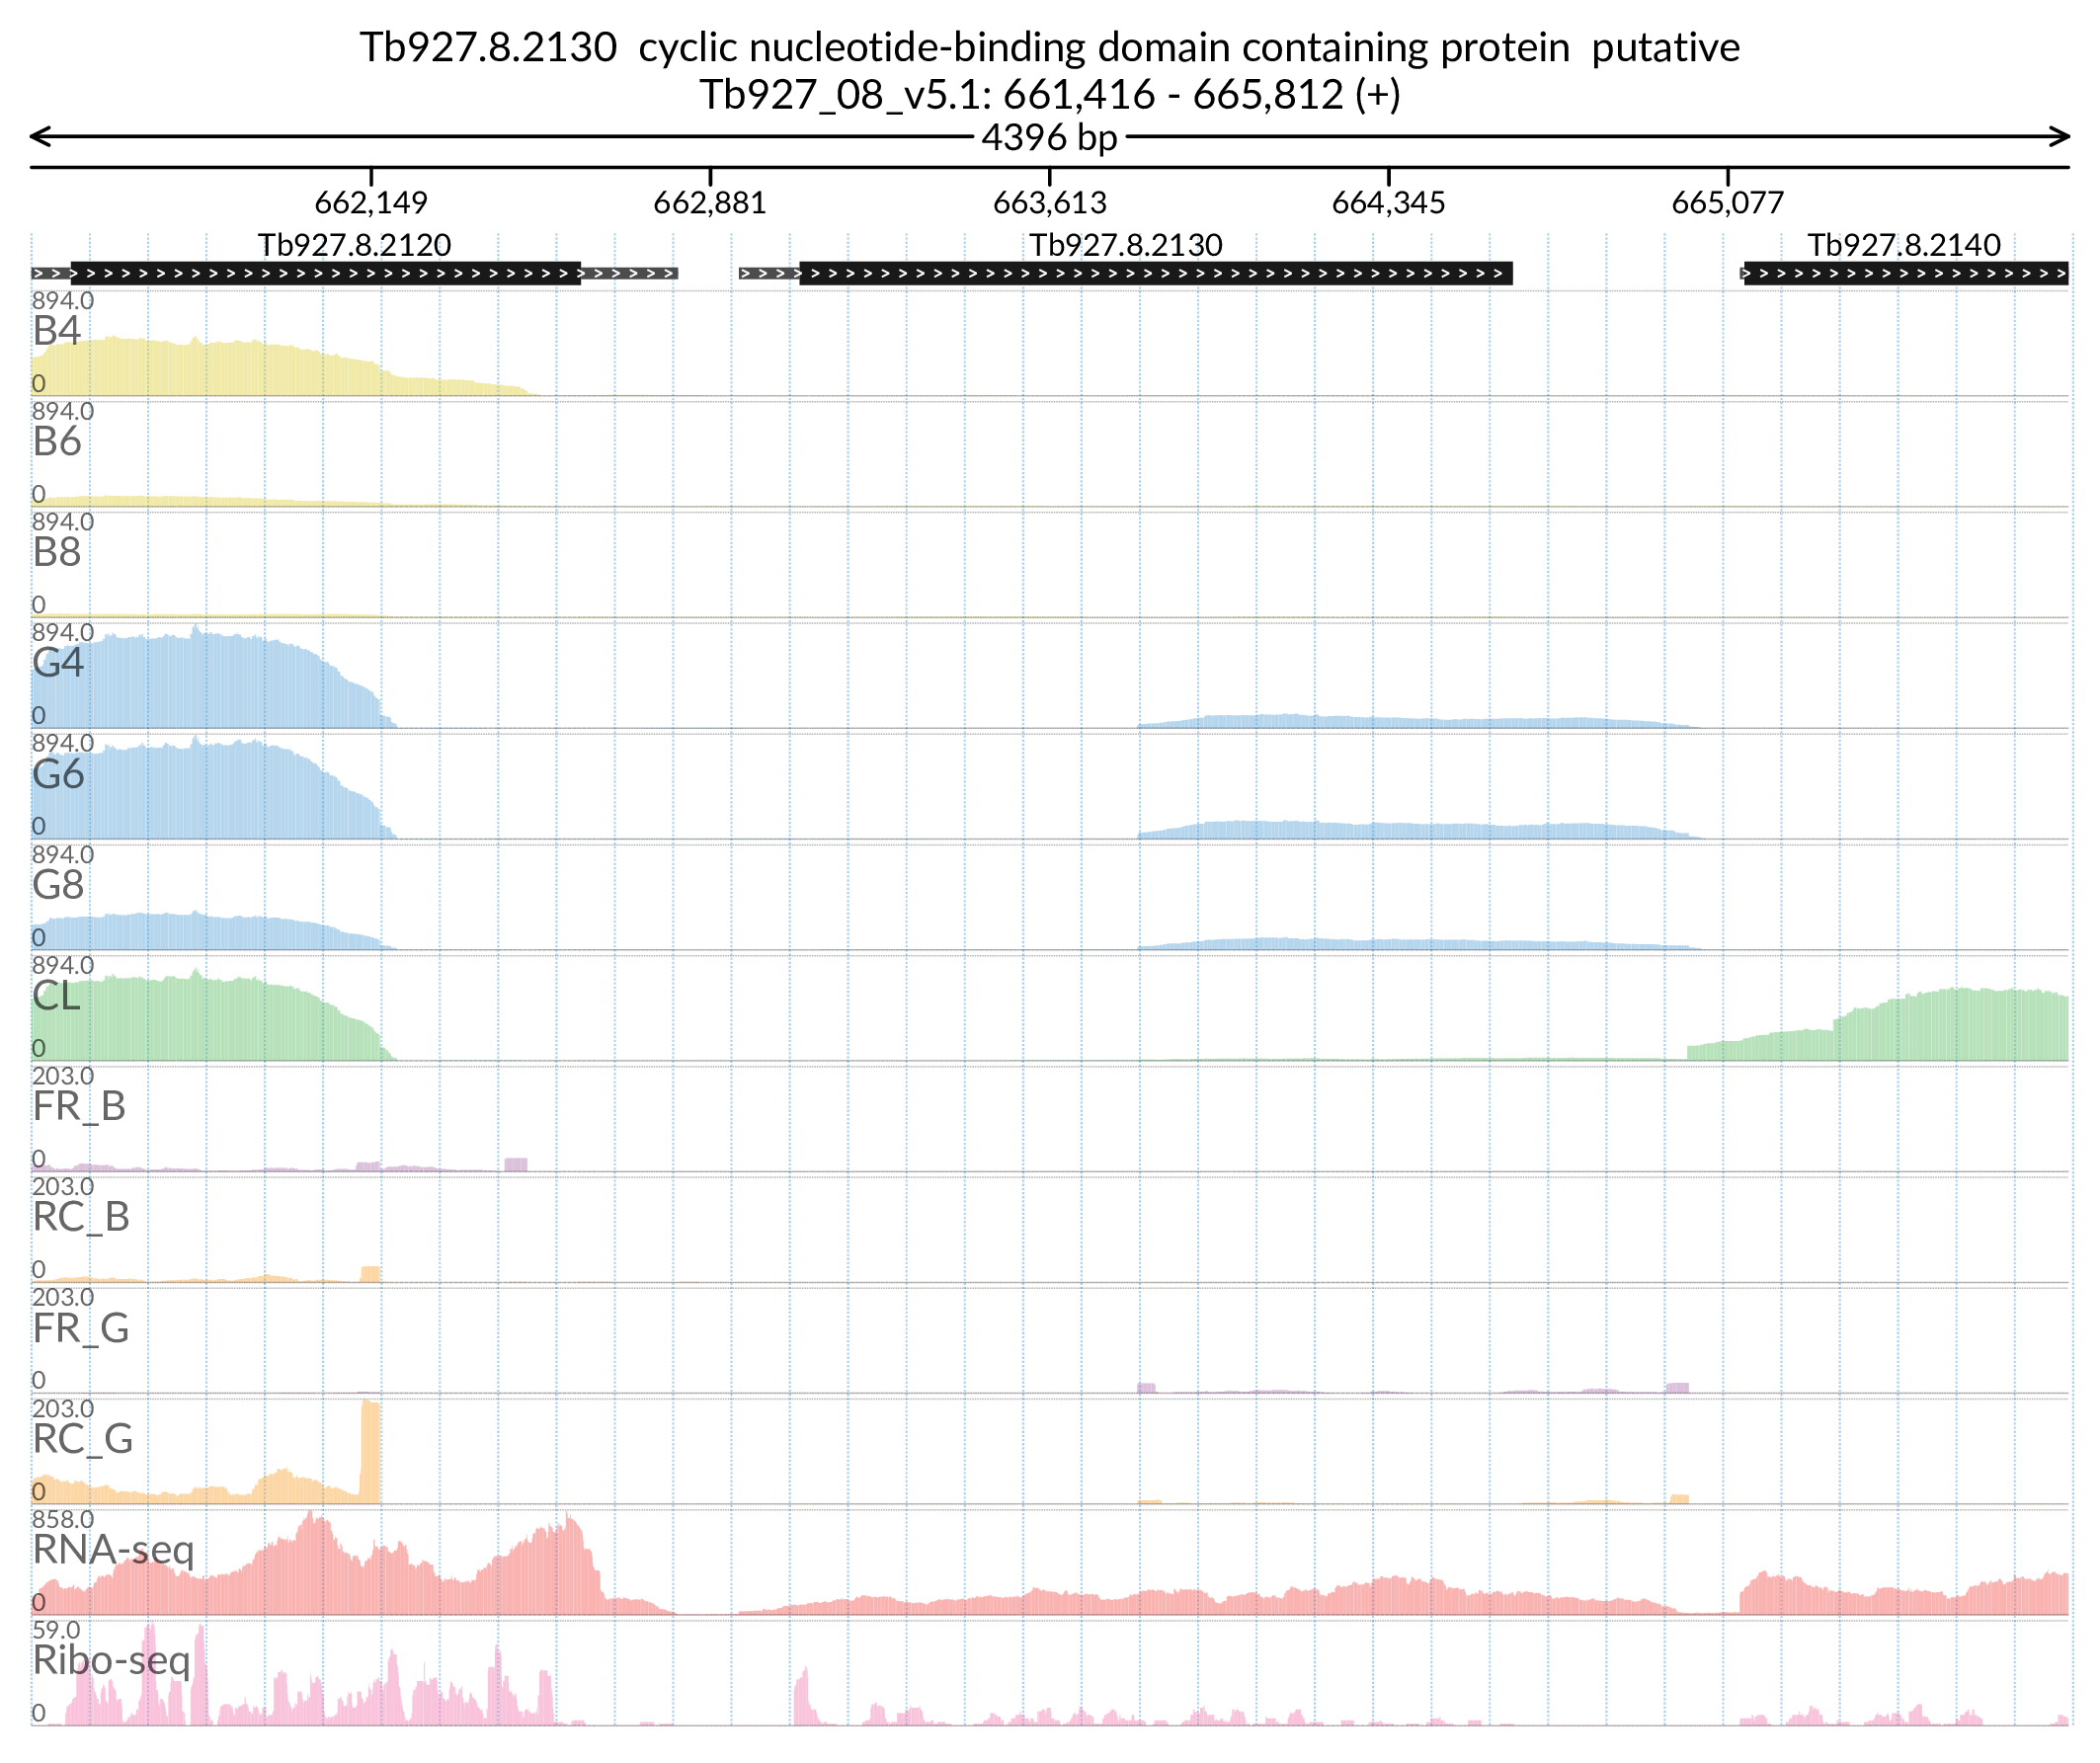 Tb927.8.2130  cyclic nucleotide-binding domain containing protein  putative
Tb927_08_v5.1: 661,416 - 665,812 (+)
4396 bp
662,149 662,881 663,613 664,345 665,077
Tb927.8.2120 Tb927.8.2130 Tb927.8.2140
894.0
B4
0
894.0
B6
0
894.0
B8
0
894.0
G4
0
894.0
G6
0
894.0
G8
0
894.0
CL
0
203.0
FR_B
0
203.0
RC_B
0
203.0
FR_G
0
203.0
RC_G
0
858.0
RNA-seq
0
59.0
Ribo-seq
0